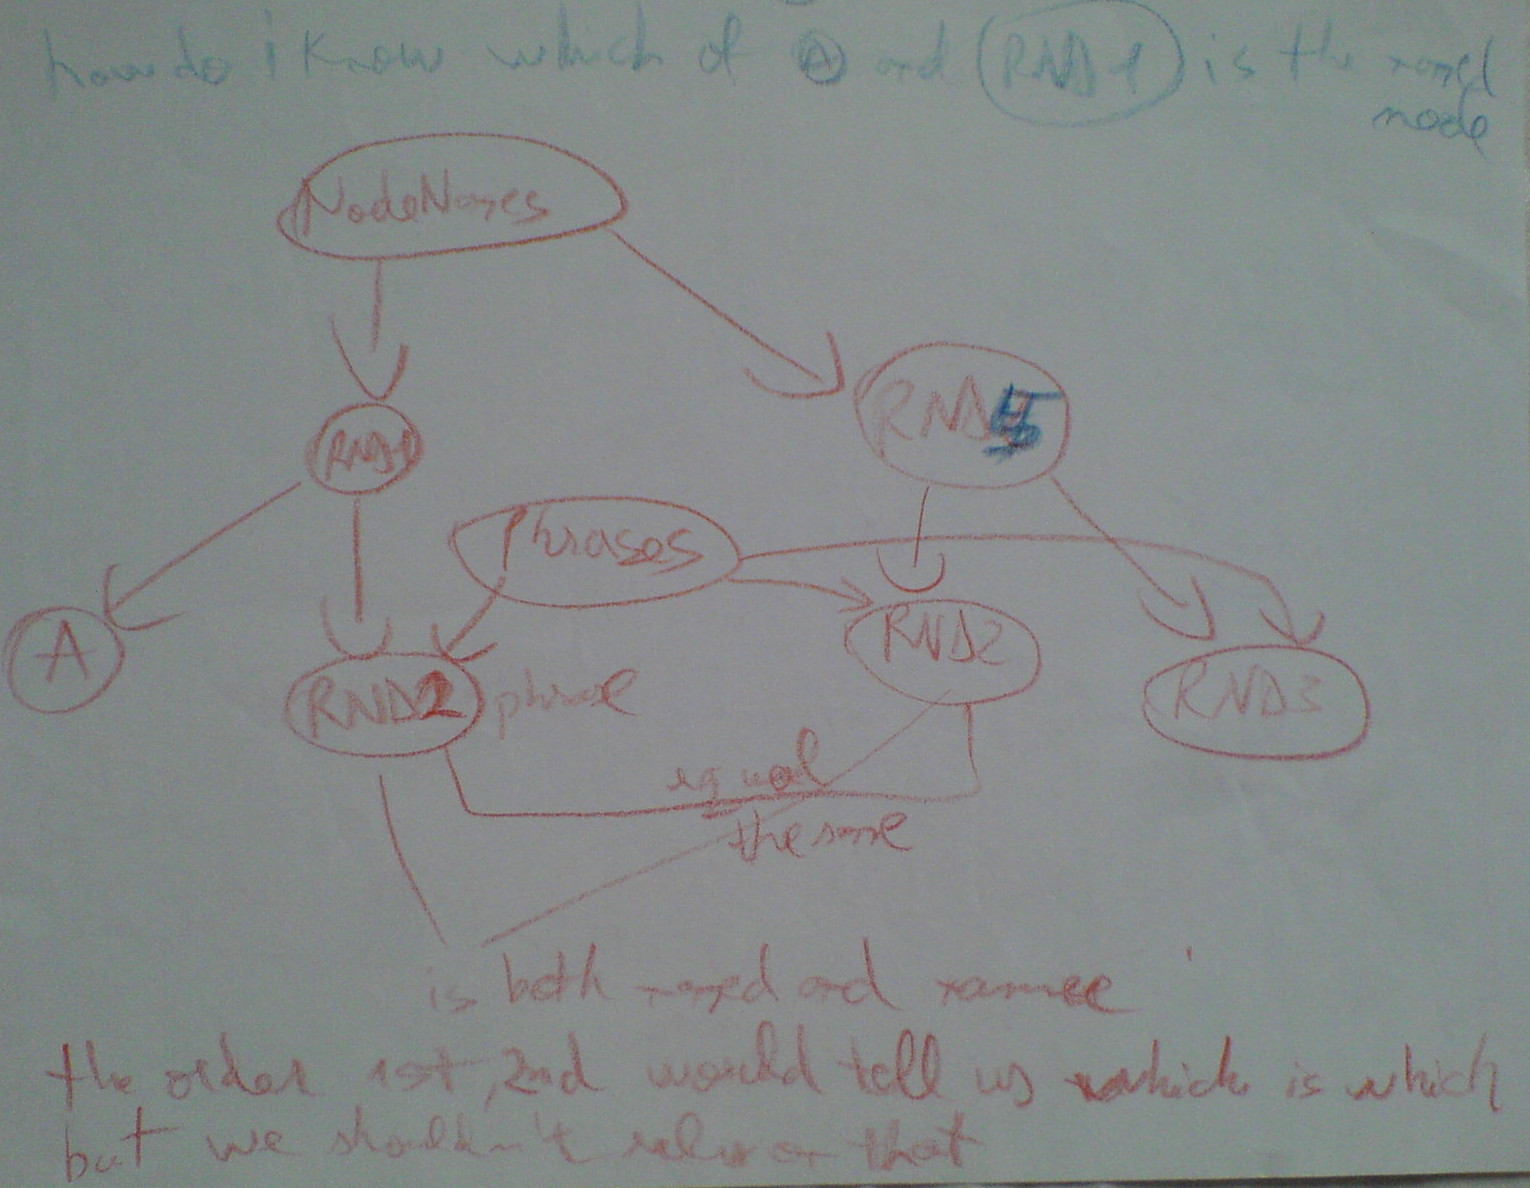 how do i know which of A and RND1 is the named
node
NodeNames
RND5
RND1
Phrases
A
RND2 phrase
RND2
RND3
equal
the same
is both named and namee
the order 1st, 2nd would tell us which is which
but we shouldn't rely on that